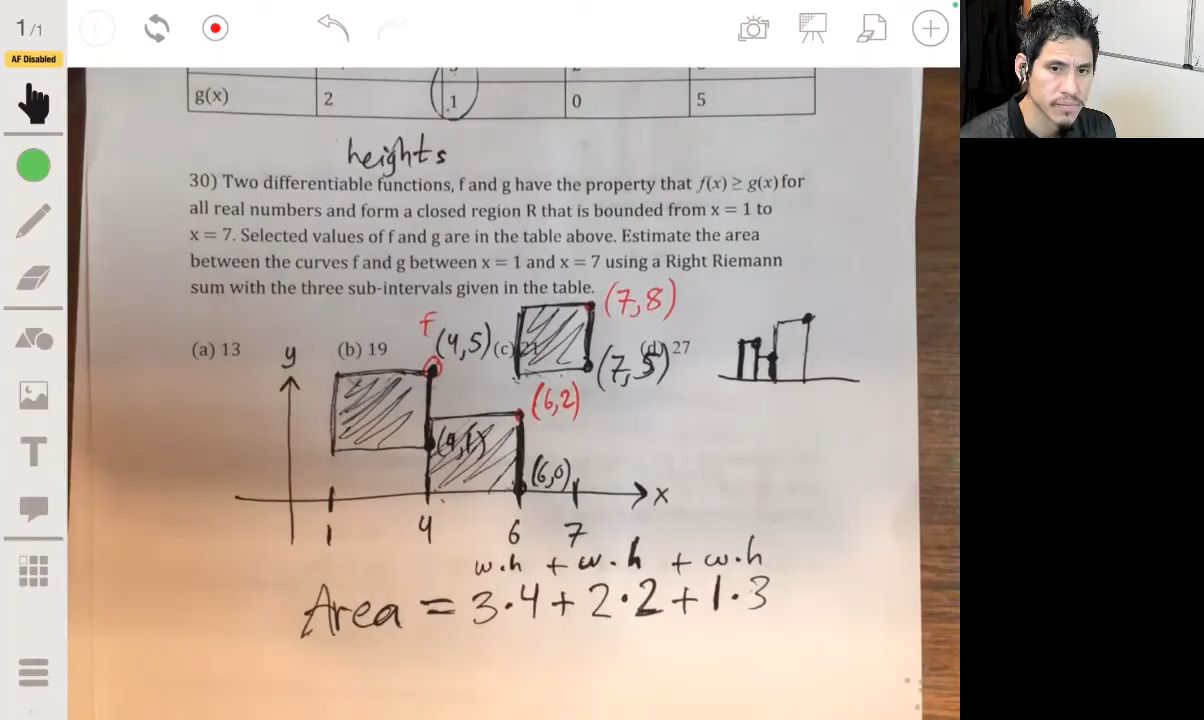 1/1
AF Disabled
g(x) 2 1 0 5
heights
30) Two differentiable functions, f and g have the property that f(x) ≥ g(x) for
all real numbers and form a closed region R that is bounded from x = 1 to
x = 7. Selected values of f and g are in the table above. Estimate the area
between the curves f and g between x = 1 and x = 7 using a Right Riemann
sum with the three sub-intervals given in the table.
(7,8)
f
(4,5)
(a) 13 (b) 19 (c) 21 (d) 27
y
(7,5)
(6,2)
(4,1)
(6,0)
x
1 4 6 7
w·h + w·h + w·h
Area = 3·4 + 2·2 + 1·3
T